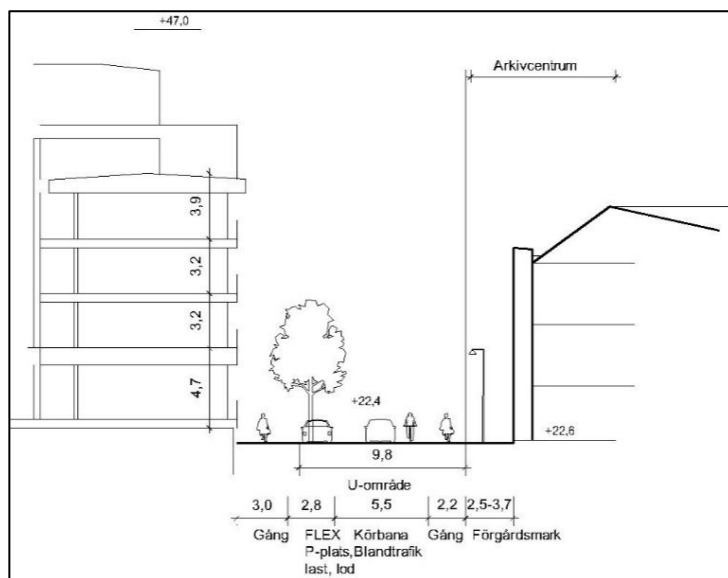 +47,0
Arkivcentrum
3,9
3,2
3,2
4,7
+22,4
+22,6
9,8
U-område
3,0 2,8 5,5 2,2 2,5-3,7
Gång FLEX Körbana Gång Förgårdsmark
P-plats, Blandtrafik
last, lod